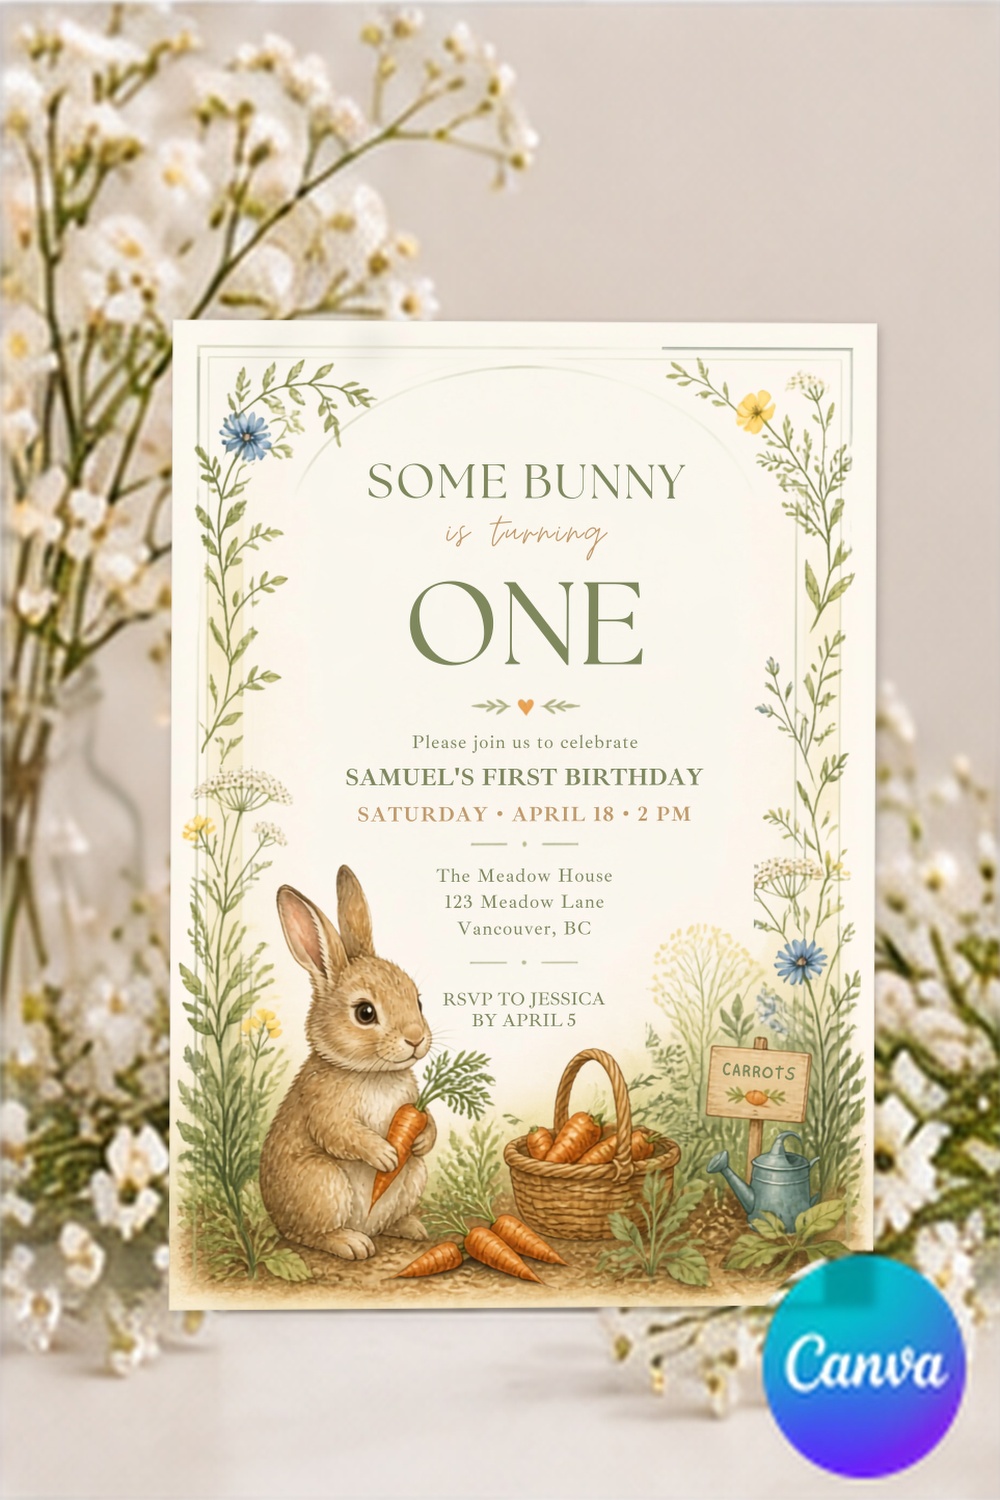 SOME BUNNY
is turning
ONE
Please join us to celebrate
SAMUEL'S FIRST BIRTHDAY
SATURDAY • APRIL 18 • 2 PM
The Meadow House
123 Meadow Lane
Vancouver, BC
RSVP TO JESSICA
BY APRIL 5
CARROTS
Canva